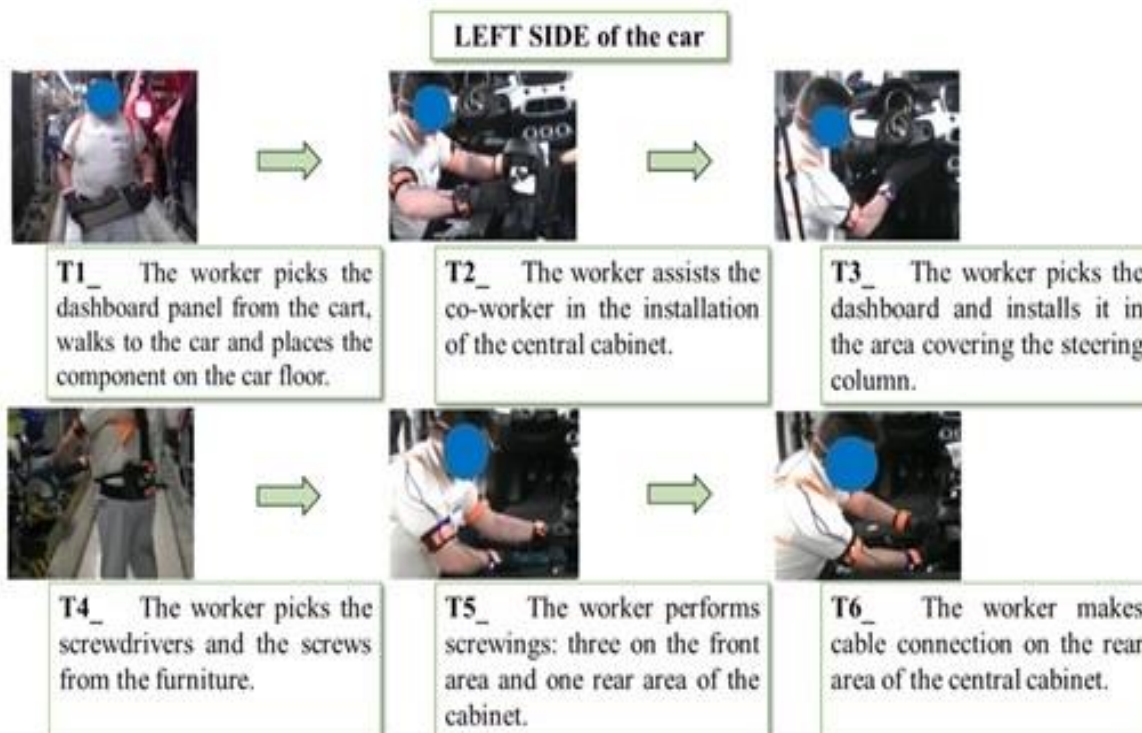 LEFT SIDE of the car
T1_ The worker picks the
dashboard panel from the cart,
walks to the car and places the
component on the car floor.
T2_ The worker assists the
co-worker in the installation
of the central cabinet.
T3_ The worker picks the
dashboard and installs it in
the area covering the steering
column.
T4_ The worker picks the
screwdrivers and the screws
from the furniture.
T5_ The worker performs
screwings: three on the front
area and one rear area of the
cabinet.
T6_ The worker makes
cable connection on the rear
area of the central cabinet.